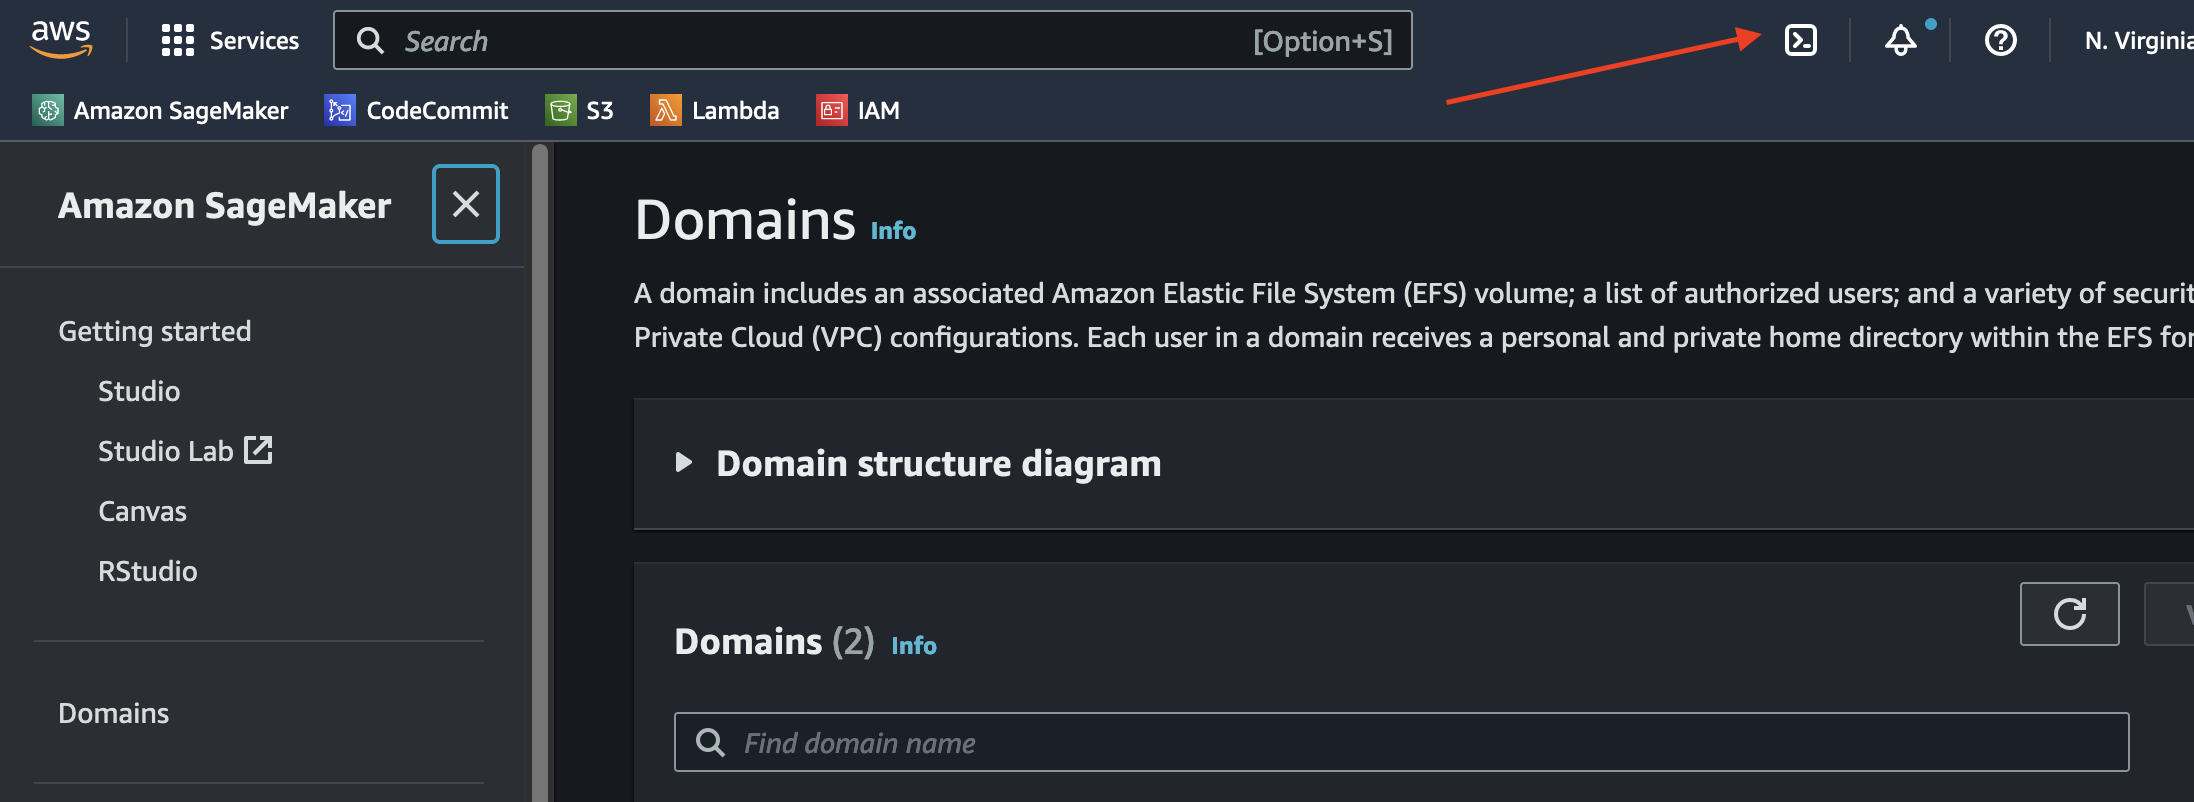 aws
Services
Search
[Option+S]
N. Virginia
Amazon SageMaker
CodeCommit
S3
Lambda
IAM
Amazon SageMaker
Getting started
Studio
Studio Lab
Canvas
RStudio
Domains
Domains Info
A domain includes an associated Amazon Elastic File System (EFS) volume; a list of authorized users; and a variety of securit
Private Cloud (VPC) configurations. Each user in a domain receives a personal and private home directory within the EFS for
Domain structure diagram
Domains (2) Info
Find domain name